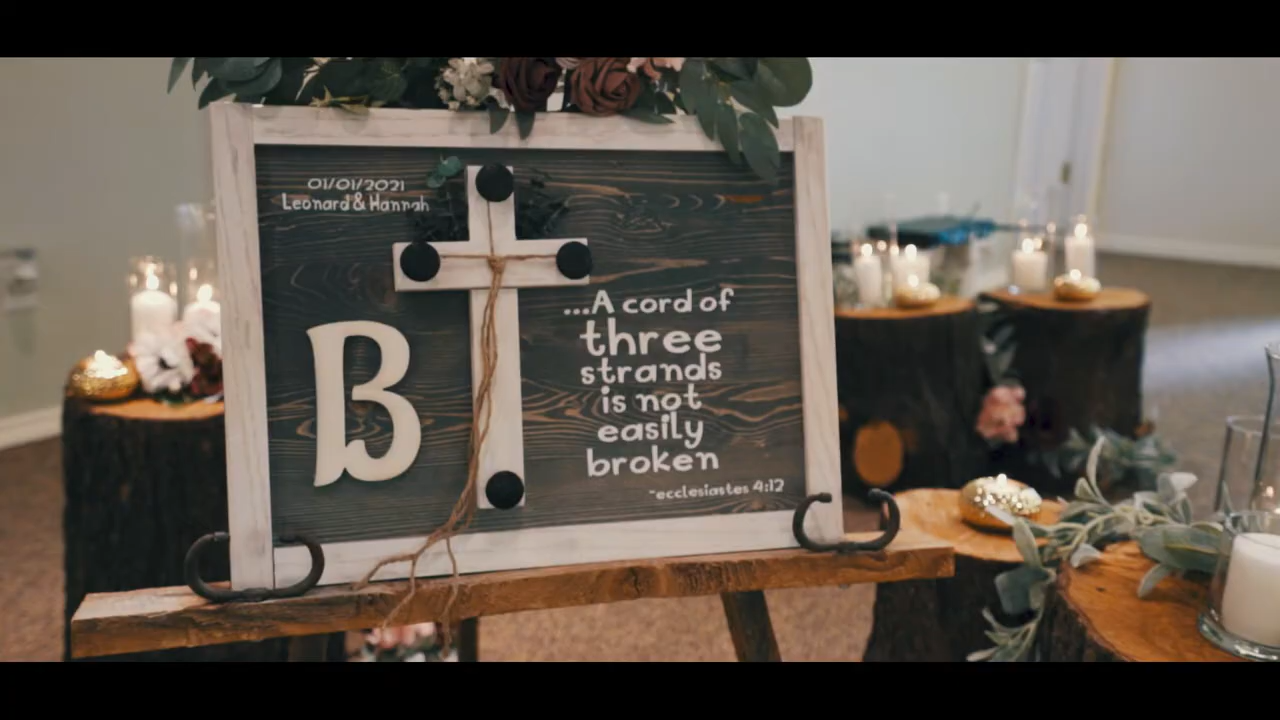 01/01/2021
Leonard & Hannah
B
...A cord of
three
strands
is not
easily
broken
-ecclesiastes 4:12